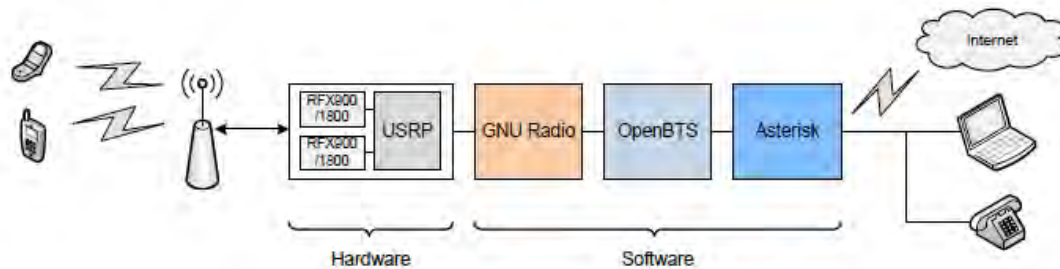 Internet
RFX900
/1800
RFX900
/1800
USRP
GNU Radio
OpenBTS
Asterisk
Hardware
Software